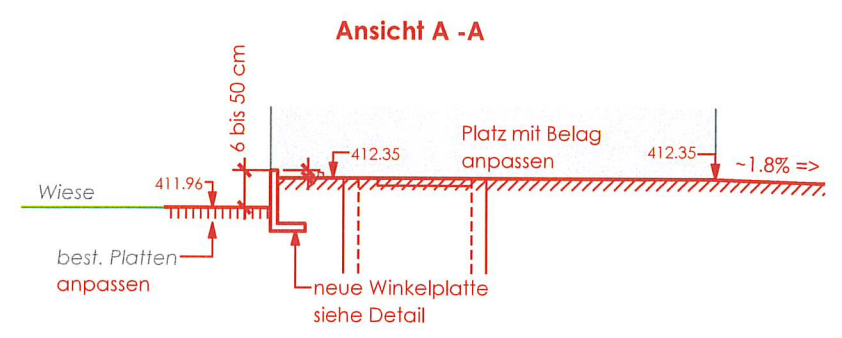 Ansicht A -A
6 bis 50 cm
Platz mit Belag
anpassen
412.35
412.35
~1.8% =>
Wiese
411.96
best. Platten
anpassen
neue Winkelplatte
siehe Detail